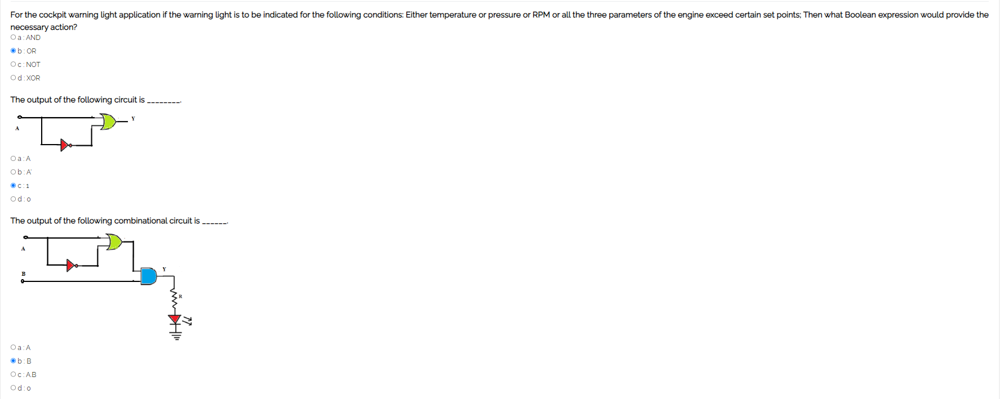 For the cockpit warning light application if the warning light is to be indicated for the following conditions: Either temperature or pressure or RPM or all the three parameters of the engine exceed certain set points; Then what Boolean expression would provide the
necessary action?
a : AND
b : OR
c : NOT
d : XOR
The output of the following circuit is ________.
Y
A
a : A
b : A'
c : 1
d : 0
The output of the following combinational circuit is ______.
A
Y
B
R
a : A
b : B
c : A.B
d : 0